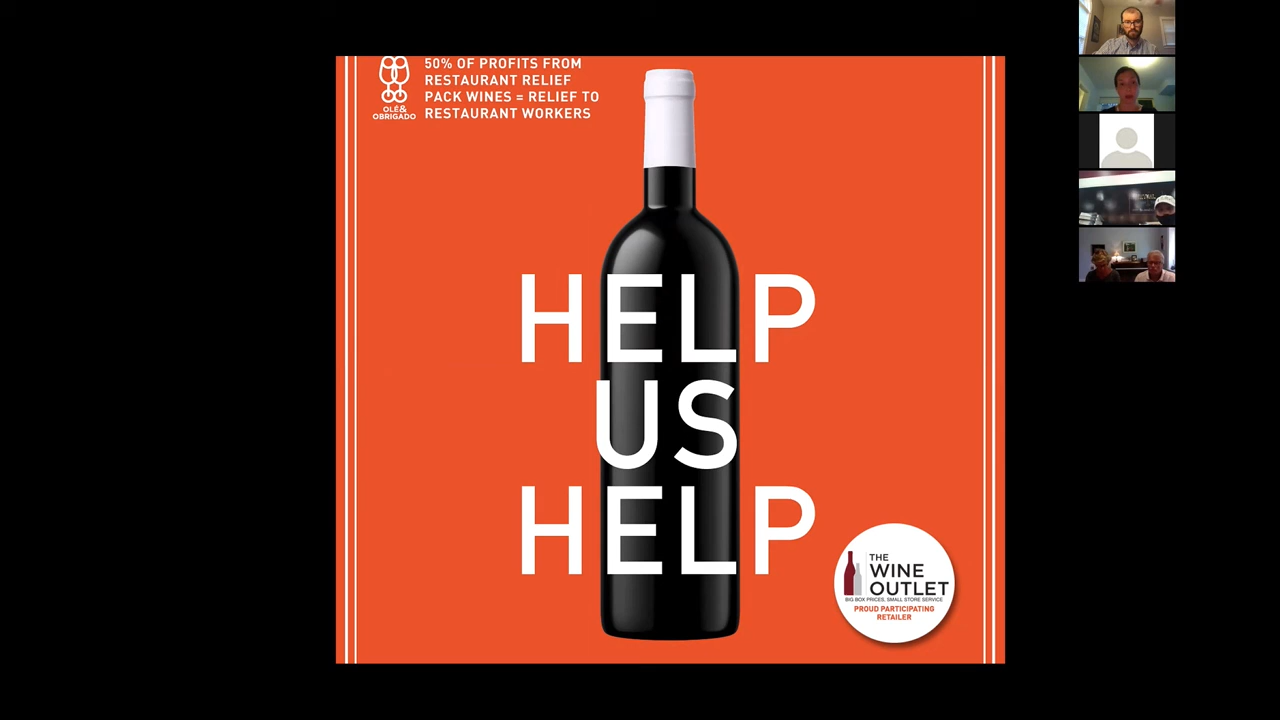 50% OF PROFITS FROM
RESTAURANT RELIEF
PACK WINES = RELIEF TO
RESTAURANT WORKERS
OLÉ&
OBRIGADO
HELP
US
HELP
THE
WINE
OUTLET
BIG BOX PRICES, SMALL STORE SERVICE
PROUD PARTICIPATING
RETAILER